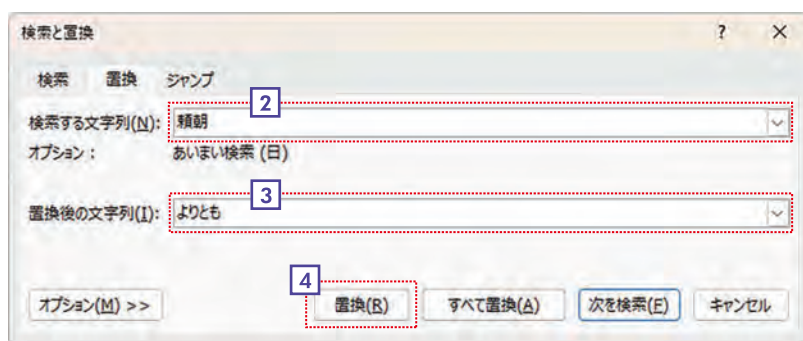 検索と置換 ? ×
検索 置換 ジャンプ
2
検索する文字列(N): 頼朝
オプション : あいまい検索 (日)
3
置換後の文字列(I): よりとも
4
オプション(M) >> 置換(R) すべて置換(A) 次を検索(F) キャンセル